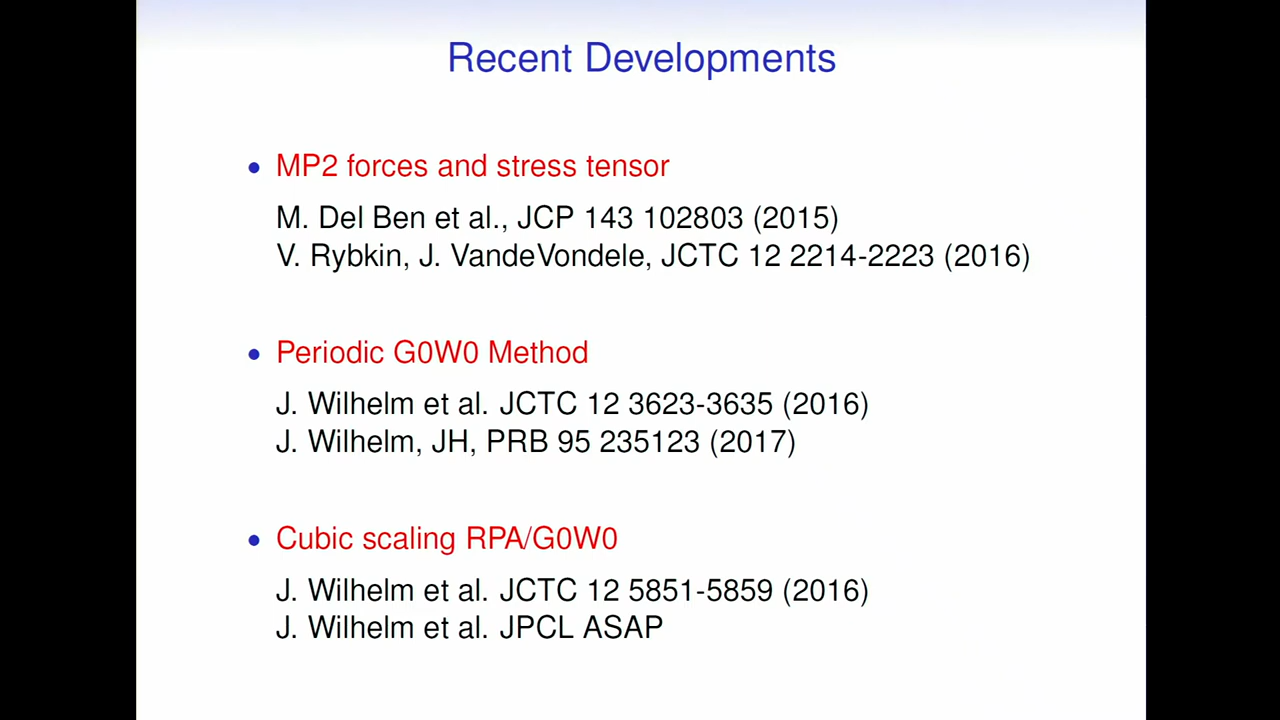 Recent Developments
• MP2 forces and stress tensor
M. Del Ben et al., JCP 143 102803 (2015)
V. Rybkin, J. VandeVondele, JCTC 12 2214-2223 (2016)
• Periodic G0W0 Method
J. Wilhelm et al. JCTC 12 3623-3635 (2016)
J. Wilhelm, JH, PRB 95 235123 (2017)
• Cubic scaling RPA/G0W0
J. Wilhelm et al. JCTC 12 5851-5859 (2016)
J. Wilhelm et al. JPCL ASAP